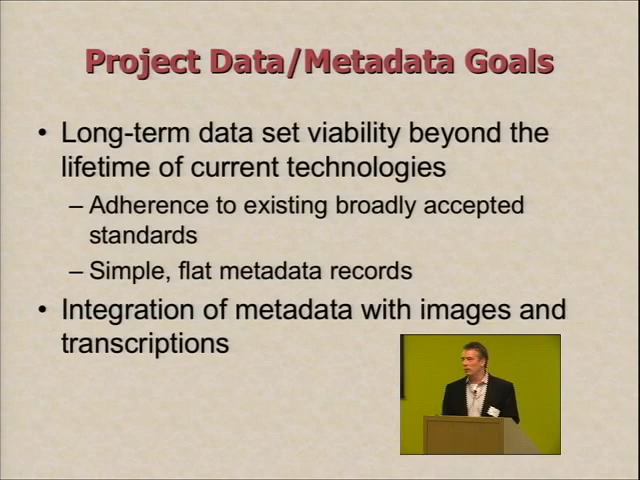 Project Data/Metadata Goals
• Long-term data set viability beyond the
lifetime of current technologies
– Adherence to existing broadly accepted
standards
– Simple, flat metadata records
• Integration of metadata with images and
transcriptions